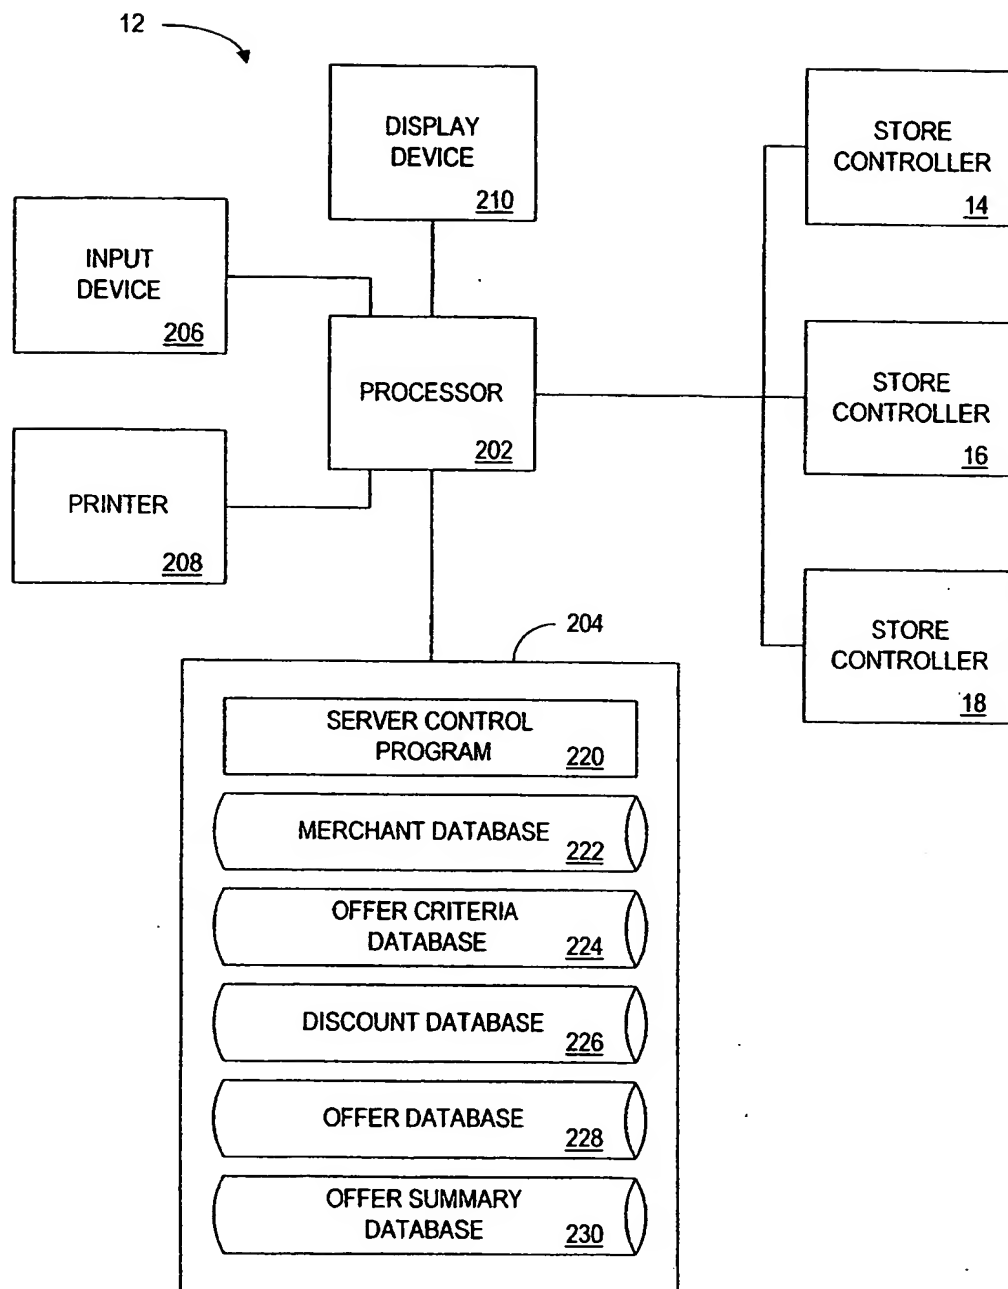 12
DISPLAY
DEVICE
210
STORE
CONTROLLER
14
INPUT
DEVICE
206
PROCESSOR
202
STORE
CONTROLLER
16
PRINTER
208
STORE
CONTROLLER
18
204
SERVER CONTROL
PROGRAM
220
MERCHANT DATABASE
222
OFFER CRITERIA
DATABASE
224
DISCOUNT DATABASE
226
OFFER DATABASE
228
OFFER SUMMARY
DATABASE
230